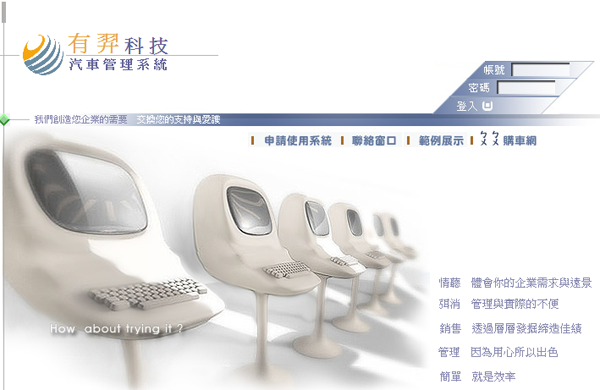 有羿科技
汽車管理系統
帳號
密碼
登入
我們創造您企業的需要 交換您的支持與愛護
申請使用系統 聯絡窗口 範例展示 ㄅㄅㄡㄡ購車網
How about trying it ?
情聽 體會你的企業需求與遠景
弭消 管理與實際的不便
銷售 透過層層發掘締造佳績
管理 因為用心所以出色
簡單 就是效率